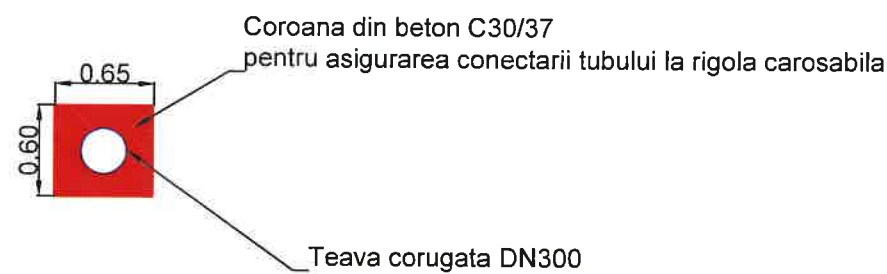 Coroana din beton C30/37
pentru asigurarea conectarii tubului la rigola carosabila
0.65
0.60
Teava corugata DN300